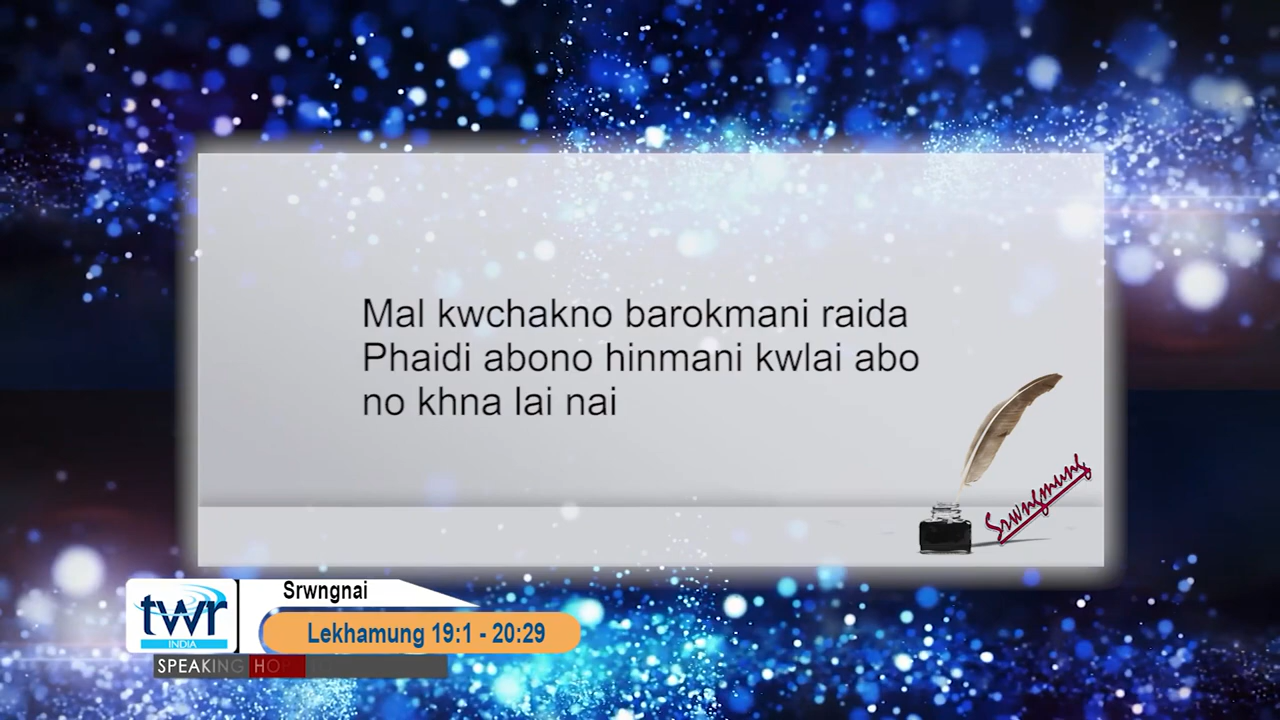 Mal kwchakno barokmani raida
Phaidi abono hinmani kwlai abo
no khna lai nai
Srwngmung
twr
INDIA
Srwngnai
Lekhamung 19:1 - 20:29
SPEAKING HO